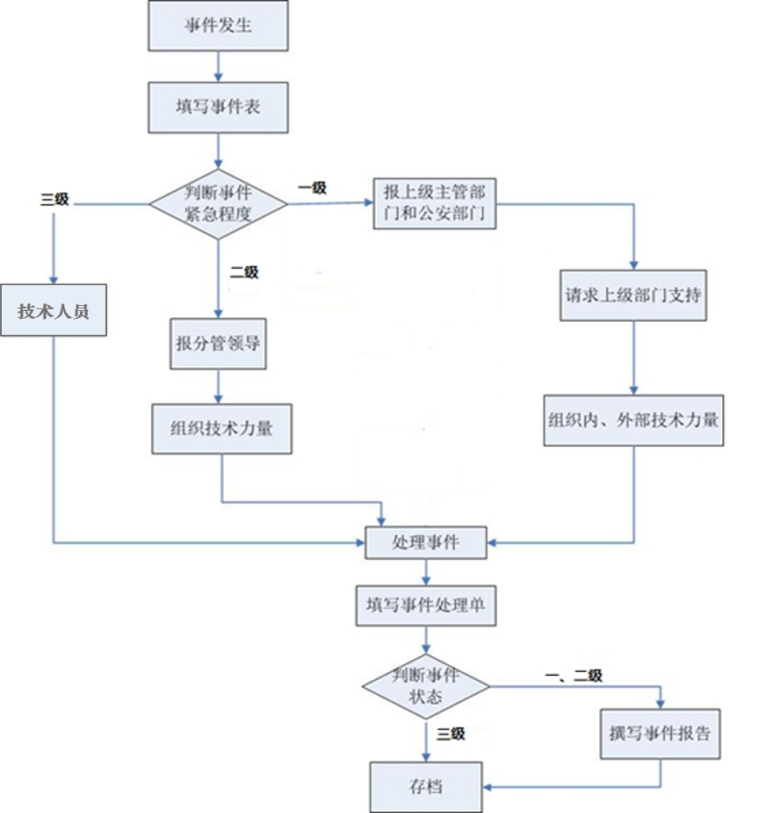 事件发生
填写事件表
判断事件
紧急程度
三级
一级
二级
报上级主管部
门和公安部门
技术人员
报分管领导
请求上级部门支持
组织技术力量
组织内、外部技术力量
处理事件
填写事件处理单
判断事件
状态
一、二级
三级
撰写事件报告
存档